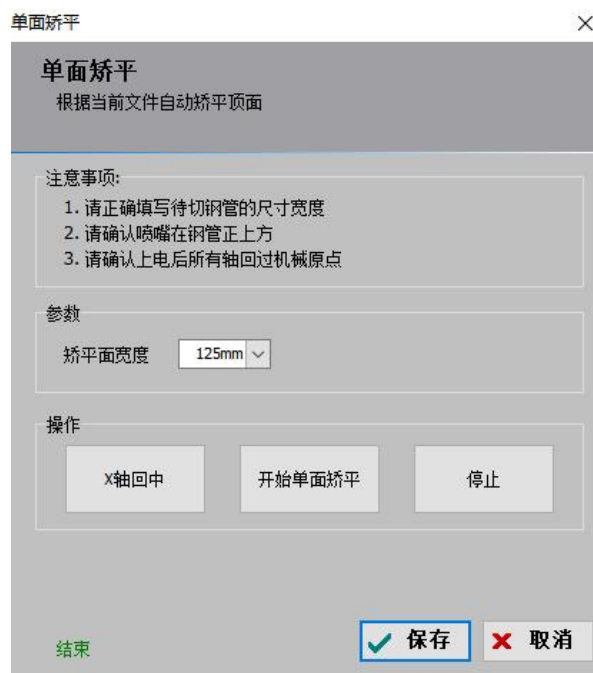 单面矫平
单面矫平
根据当前文件自动矫平顶面
注意事项:
1. 请正确填写待切钢管的尺寸宽度
2. 请确认喷嘴在钢管正上方
3. 请确认上电后所有轴回过机械原点
参数
矫平面宽度 125mm
操作
X轴回中 开始单面矫平 停止
结束 保存 取消